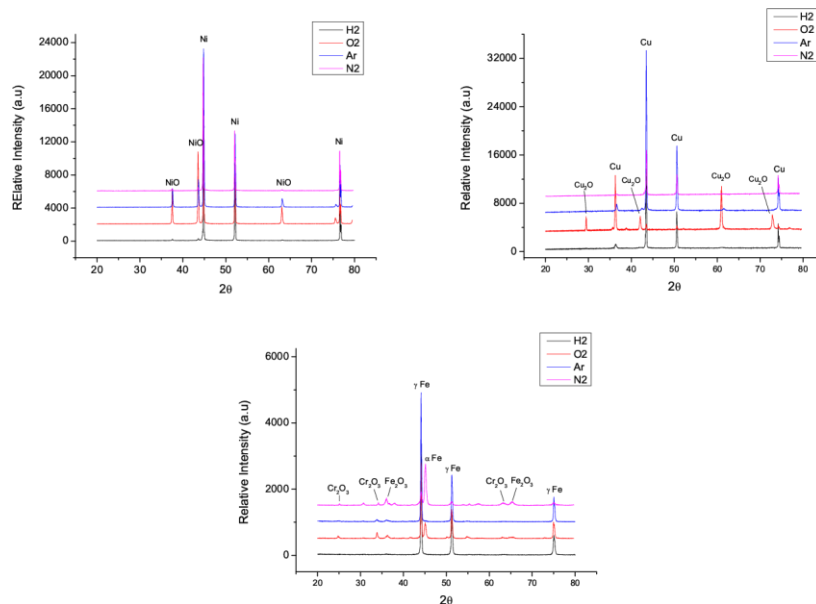 Ni
H2
O2
Ar
N2
24000
20000
16000
12000
8000
4000
0
RElative Intensity (a.u)
NiO
NiO
Ni
NiO
Ni
20 30 40 50 60 70 80
2θ
Cu
H2
O2
Ar
N2
32000
24000
16000
8000
0
Relative Intensity (a.u)
Cu₂O
Cu
Cu₂O
Cu
Cu₂O
Cu₂O
Cu
20 30 40 50 60 70 80
2θ
H2
O2
Ar
N2
6000
4000
2000
0
Relative Intensity (a.u)
γ Fe
α Fe
γ Fe
Cr₂O₃
Cr₂O₃
Fe₂O₃
Cr₂O₃
Fe₂O₃
γ Fe
20 30 40 50 60 70 80
2θ